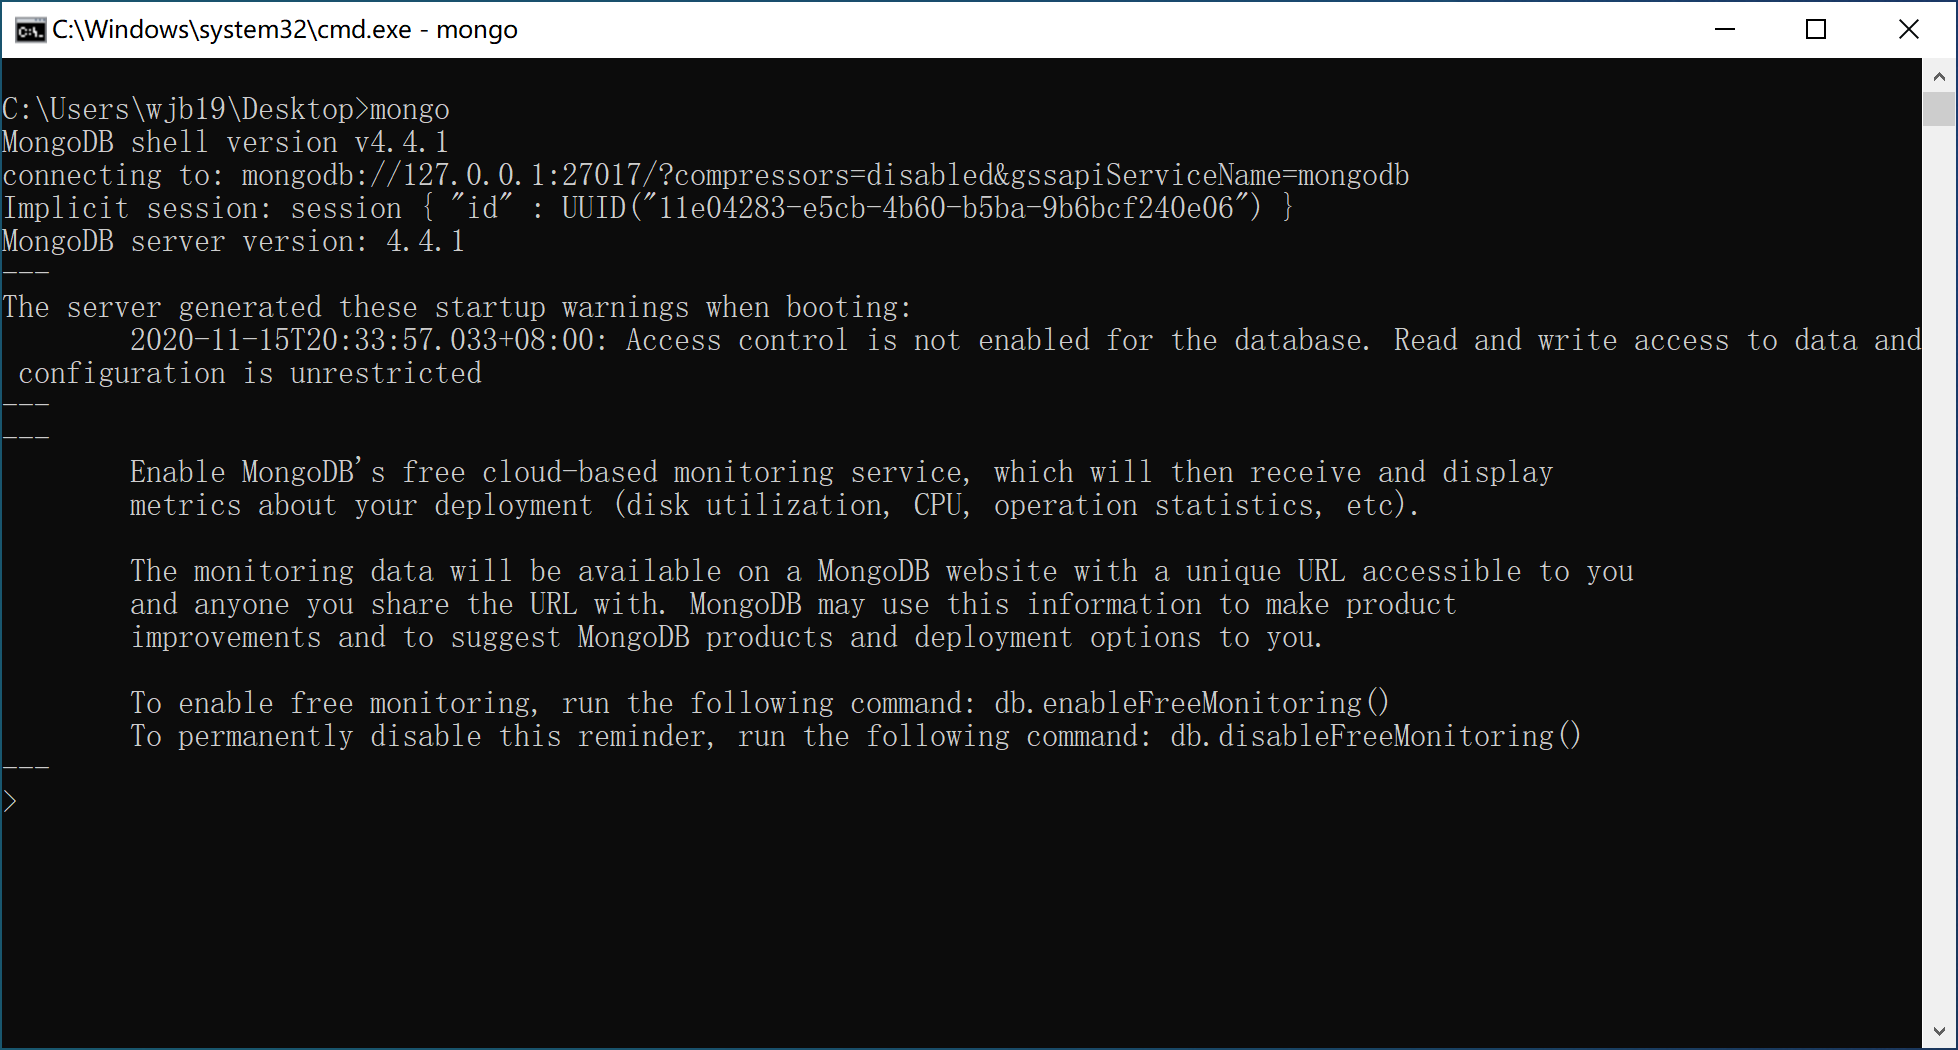 C:\Windows\system32\cmd.exe - mongo
C:\Users\wjb19\Desktop>mongo
MongoDB shell version v4.4.1
connecting to: mongodb://127.0.0.1:27017/?compressors=disabled&gssapiServiceName=mongodb
Implicit session: session { "id" : UUID("11e04283-e5cb-4b60-b5ba-9b6bcf240e06") }
MongoDB server version: 4.4.1
---
The server generated these startup warnings when booting:
        2020-11-15T20:33:57.033+08:00: Access control is not enabled for the database. Read and write access to data and
 configuration is unrestricted
---
---
        Enable MongoDB's free cloud-based monitoring service, which will then receive and display
        metrics about your deployment (disk utilization, CPU, operation statistics, etc).
        The monitoring data will be available on a MongoDB website with a unique URL accessible to you
        and anyone you share the URL with. MongoDB may use this information to make product
        improvements and to suggest MongoDB products and deployment options to you.
        To enable free monitoring, run the following command: db.enableFreeMonitoring()
        To permanently disable this reminder, run the following command: db.disableFreeMonitoring()
---
>